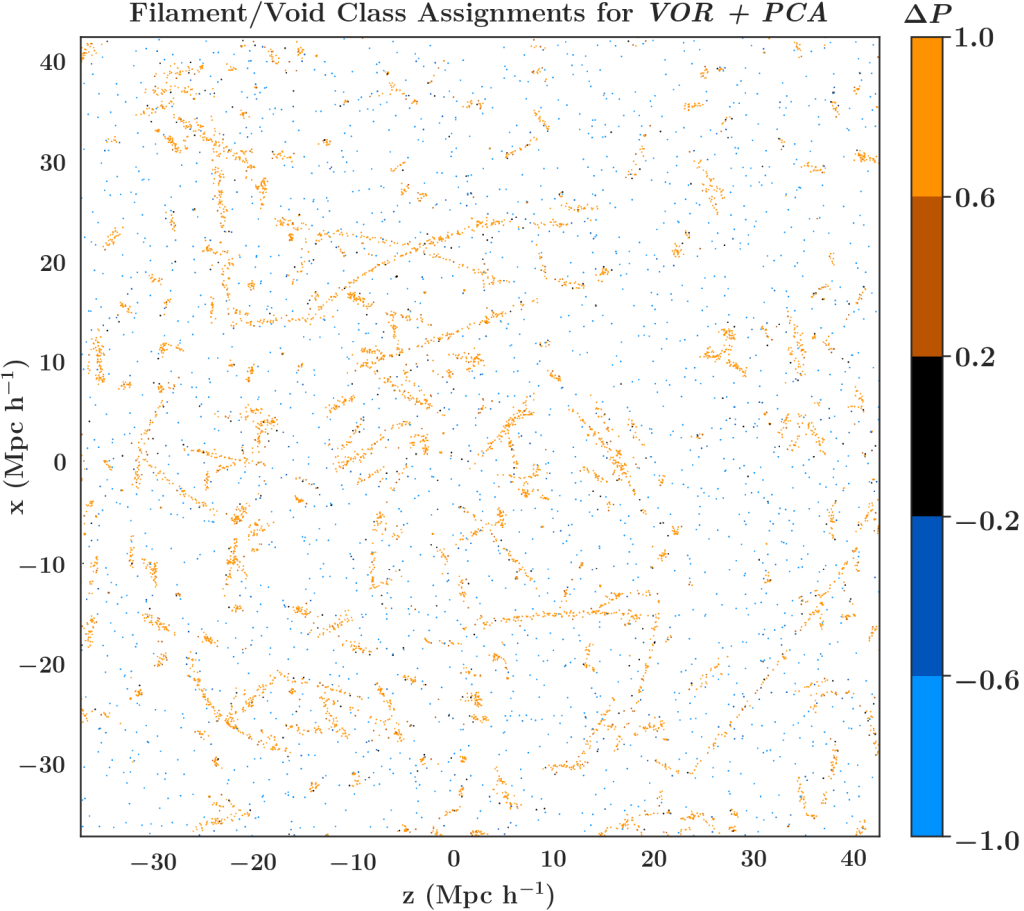 Filament/Void Class Assignments for VOR + PCA
ΔP
1.0
0.6
0.2
−0.2
−0.6
−1.0
x (Mpc h⁻¹)
40
30
20
10
0
−10
−20
−30
−30 −20 −10 0 10 20 30 40
z (Mpc h⁻¹)